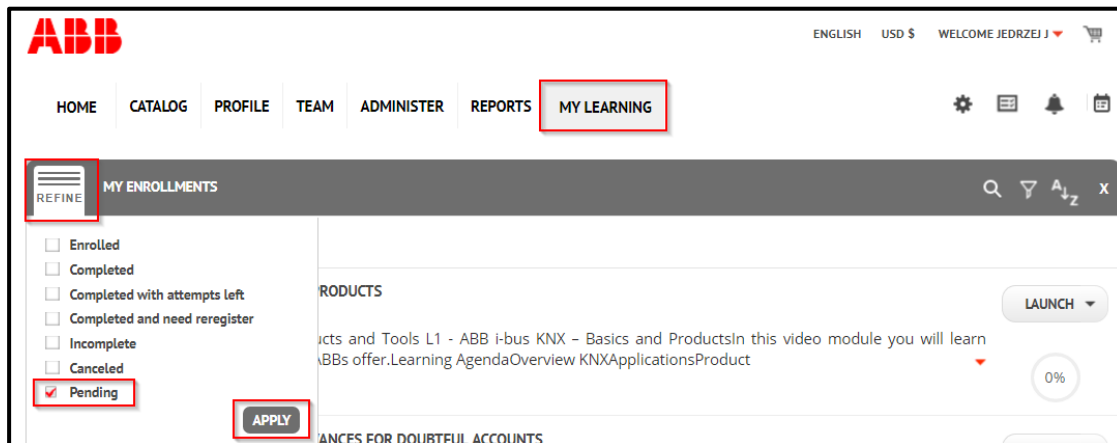 ABB
ENGLISH USD $ WELCOME JEDRZEJ J
HOME CATALOG PROFILE TEAM ADMINISTER REPORTS MY LEARNING
REFINE MY ENROLLMENTS X
Enrolled
Completed
Completed with attempts left
Completed and need reregister
Incomplete
Canceled
Pending
APPLY
RODUCTS
LAUNCH
ucts and Tools L1 - ABB i-bus KNX – Basics and ProductsIn this video module you will learn
ABBs offer.Learning AgendaOverview KNXApplicationsProduct
0%
ANCES FOR DOUBTFUL ACCOUNTS